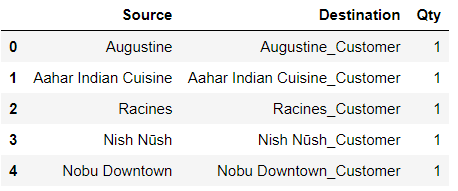 Source Destination Qty
0 Augustine Augustine_Customer 1
1 Aahar Indian Cuisine Aahar Indian Cuisine_Customer 1
2 Racines Racines_Customer 1
3 Nish Nūsh Nish Nūsh_Customer 1
4 Nobu Downtown Nobu Downtown_Customer 1